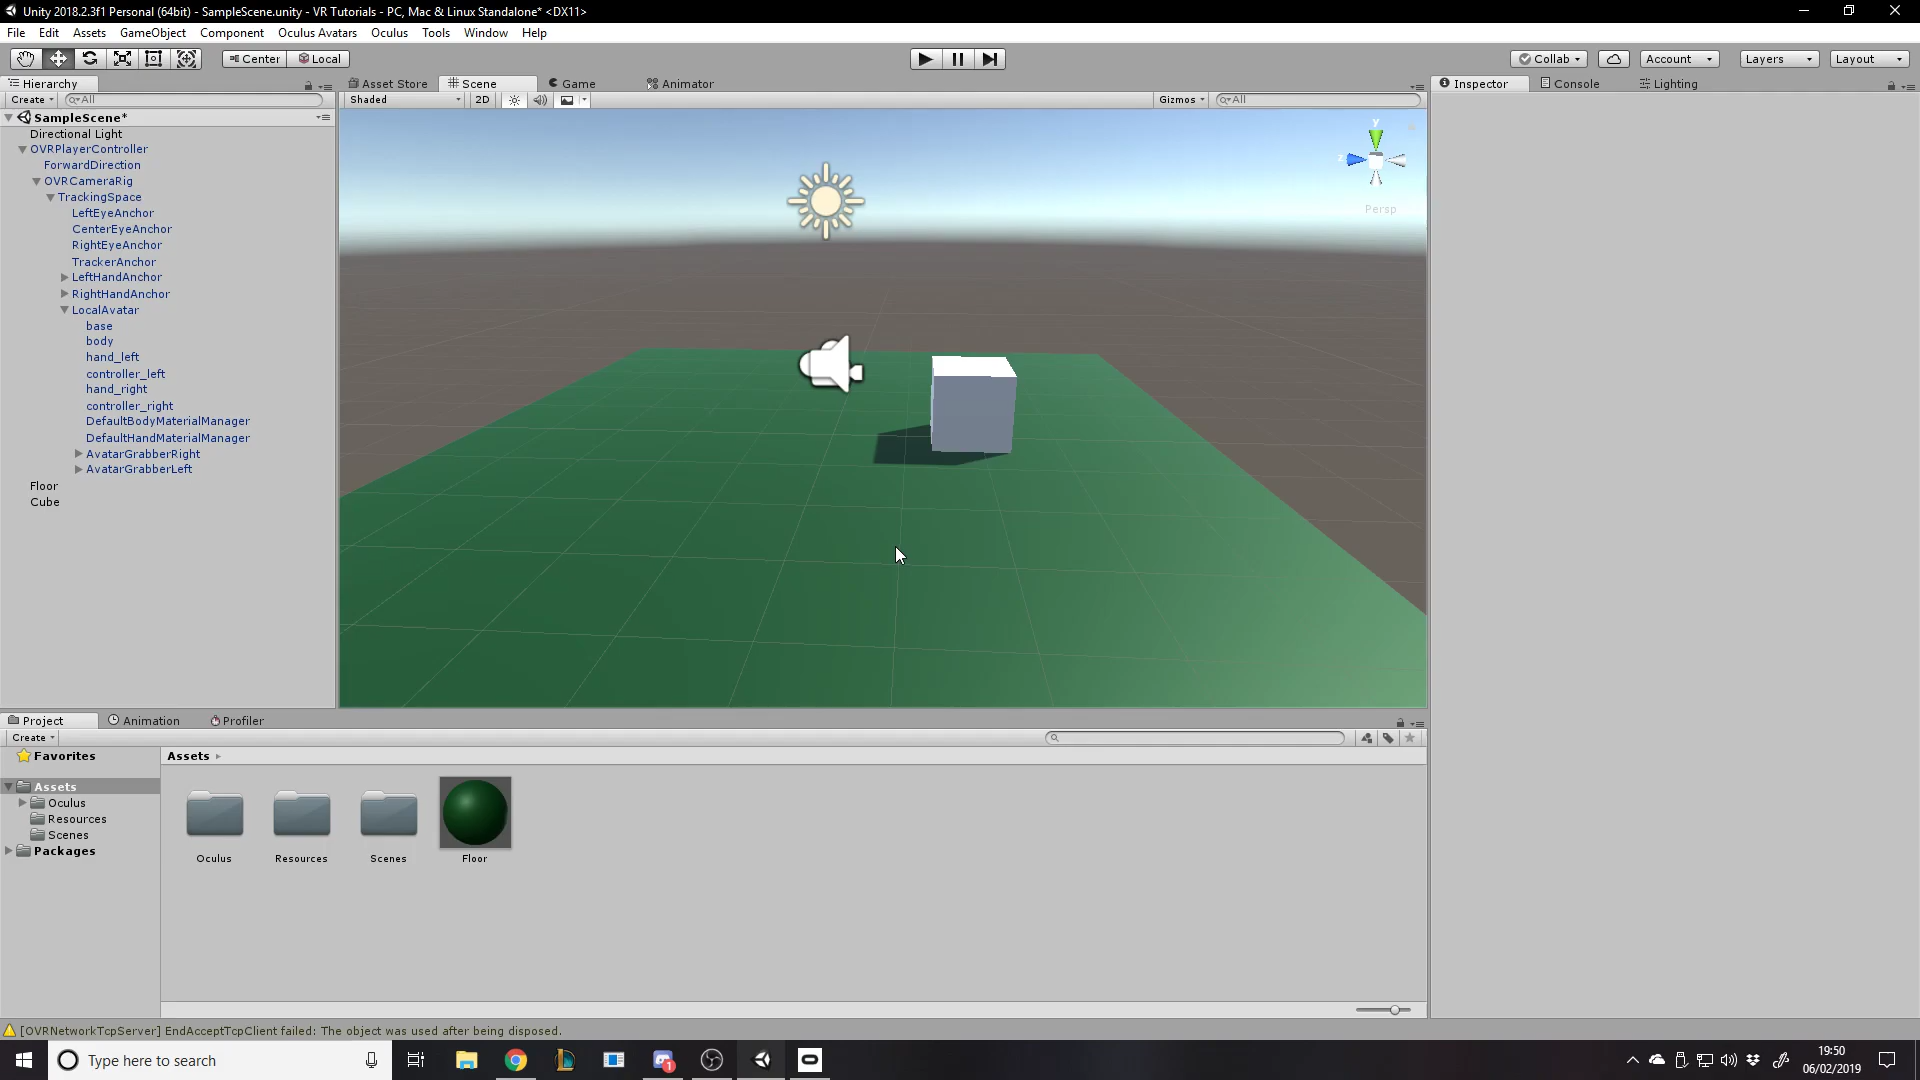 Unity 2018.2.3f1 Personal (64bit) - SampleScene.unity - VR Tutorials - PC, Mac & Linux Standalone* <DX11>
File Edit Assets GameObject Component Oculus Avatars Oculus Tools Window Help
Center Local Collab Account Layers Layout
Hierarchy
Create All
SampleScene*
Directional Light
OVRPlayerController
ForwardDirection
OVRCameraRig
TrackingSpace
LeftEyeAnchor
CenterEyeAnchor
RightEyeAnchor
TrackerAnchor
LeftHandAnchor
RightHandAnchor
LocalAvatar
base
body
hand_left
controller_left
hand_right
controller_right
DefaultBodyMaterialManager
DefaultHandMaterialManager
AvatarGrabberRight
AvatarGrabberLeft
Floor
Cube
Asset Store Scene Game Animator
Shaded 2D Gizmos All
y
z
Persp
Inspector Console Lighting
Project Animation Profiler
Create
Favorites
Assets
Oculus
Resources
Scenes
Packages
Assets
Oculus Resources Scenes Floor
[OVRNetworkTcpServer] EndAcceptTcpClient failed: The object was used after being disposed.
Type here to search
1
19:50
06/02/2019